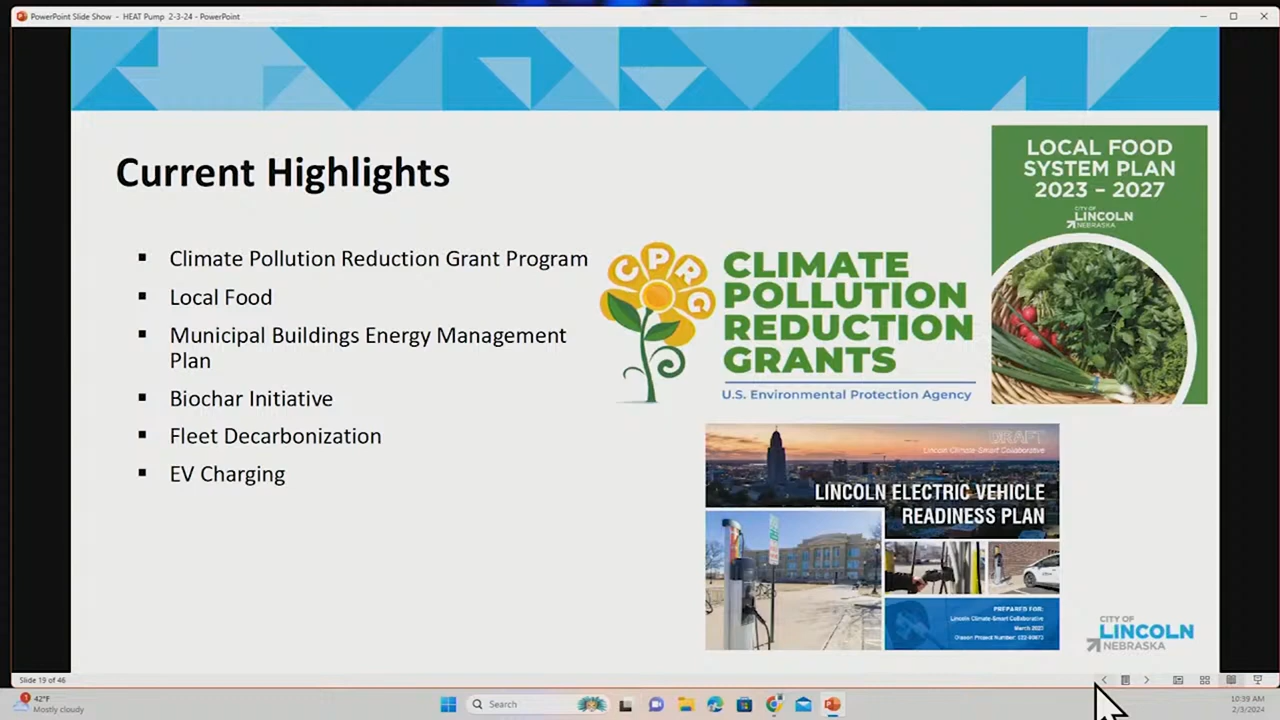 PowerPoint Slide Show - HEAT Pump 2-3-24 - PowerPoint
Current Highlights
▪ Climate Pollution Reduction Grant Program
▪ Local Food
▪ Municipal Buildings Energy Management
Plan
▪ Biochar Initiative
▪ Fleet Decarbonization
▪ EV Charging
CPRG
CLIMATE
POLLUTION
REDUCTION
GRANTS
U.S. Environmental Protection Agency
LOCAL FOOD
SYSTEM PLAN
2023 – 2027
CITY OF
LINCOLN
NEBRASKA
DRAFT
Lincoln Climate-Smart Collaborative
LINCOLN ELECTRIC VEHICLE
READINESS PLAN
PREPARED FOR:
Lincoln Climate-Smart Collaborative
March 2023
Olsson Project Number:
CITY OF
LINCOLN
NEBRASKA
Slide 19 of 46
1
42°F
Mostly cloudy
Search
10:39 AM
2/3/2024